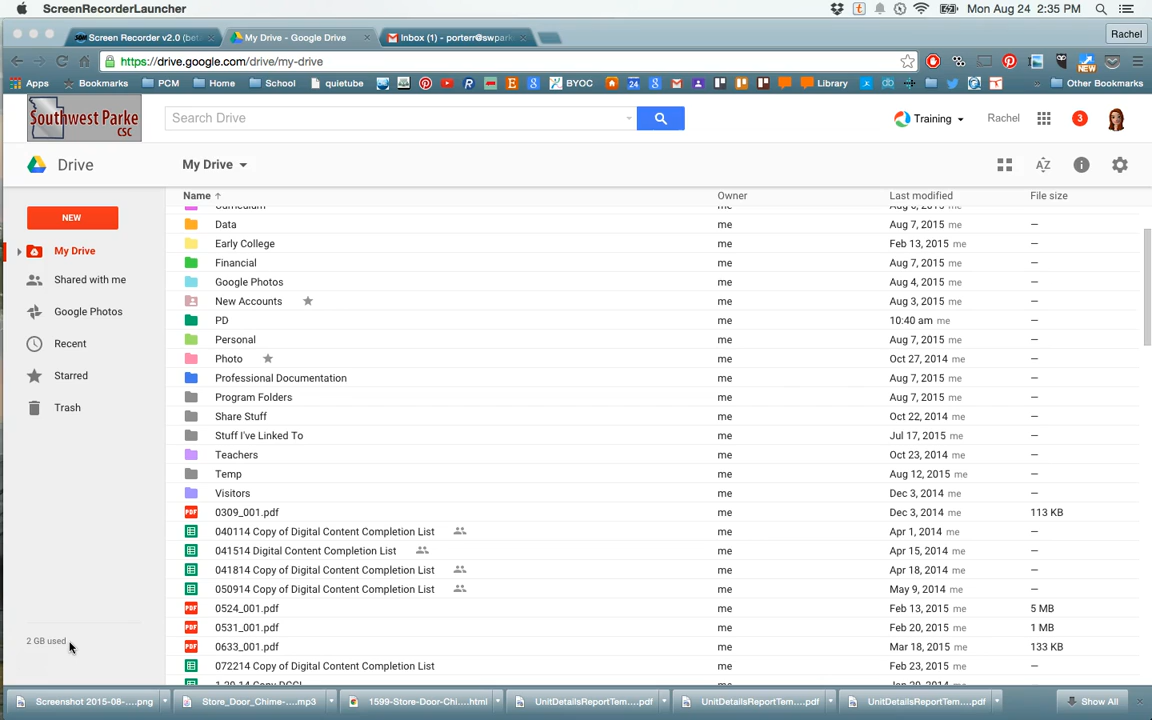 ScreenRecorderLauncher
Mon Aug 24 2:35 PM
Screen Recorder v2.0 (bet
My Drive - Google Drive
Inbox (1) - porterr@swpark
Rachel
https://drive.google.com/drive/my-drive
Apps
Bookmarks
PCM
Home
School
quietube
BYOC
24
Library
NEW
Other Bookmarks
Southwest Parke
CSC
Search Drive
Training
Rachel
3
Drive
My Drive
AZ
Name
Owner
Last modified
File size
NEW
My Drive
Shared with me
Google Photos
Recent
Starred
Trash
2 GB used
Curriculum me Aug 6, 2015 me —
Data me Aug 7, 2015 me —
Early College me Feb 13, 2015 me —
Financial me Aug 7, 2015 me —
Google Photos me Aug 4, 2015 me —
New Accounts me Aug 3, 2015 me —
PD me 10:40 am me —
Personal me Aug 7, 2015 me —
Photo me Oct 27, 2014 me —
Professional Documentation me Aug 7, 2015 me —
Program Folders me Aug 7, 2015 me —
Share Stuff me Oct 22, 2014 me —
Stuff I've Linked To me Jul 17, 2015 me —
Teachers me Oct 23, 2014 me —
Temp me Aug 12, 2015 me —
Visitors me Dec 3, 2014 me —
PDF 0309_001.pdf me Dec 3, 2014 me 113 KB
040114 Copy of Digital Content Completion List me Apr 1, 2014 me —
041514 Digital Content Completion List me Apr 15, 2014 me —
041814 Copy of Digital Content Completion List me Apr 18, 2014 me —
050914 Copy of Digital Content Completion List me May 9, 2014 me —
PDF 0524_001.pdf me Feb 13, 2015 me 5 MB
PDF 0531_001.pdf me Feb 20, 2015 me 1 MB
PDF 0633_001.pdf me Mar 18, 2015 me 133 KB
072214 Copy of Digital Content Completion List me Feb 23, 2015 me —
Screenshot 2015-08-....png
Store_Door_Chime-....mp3
1599-Store-Door-Chi....html
UnitDetailsReportTem....pdf
UnitDetailsReportTem....pdf
UnitDetailsReportTem....pdf
Show All